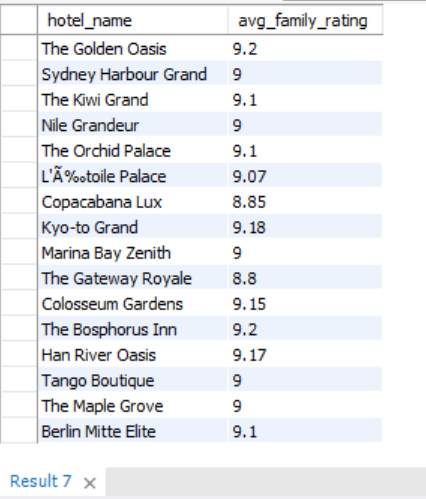 hotel_name avg_family_rating
The Golden Oasis 9.2
Sydney Harbour Grand 9
The Kiwi Grand 9.1
Nile Grandeur 9
The Orchid Palace 9.1
L'Ã‰toile Palace 9.07
Copacabana Lux 8.85
Kyo-to Grand 9.18
Marina Bay Zenith 9
The Gateway Royale 8.8
Colosseum Gardens 9.15
The Bosphorus Inn 9.2
Han River Oasis 9.17
Tango Boutique 9
The Maple Grove 9
Berlin Mitte Elite 9.1
Result 7 ×